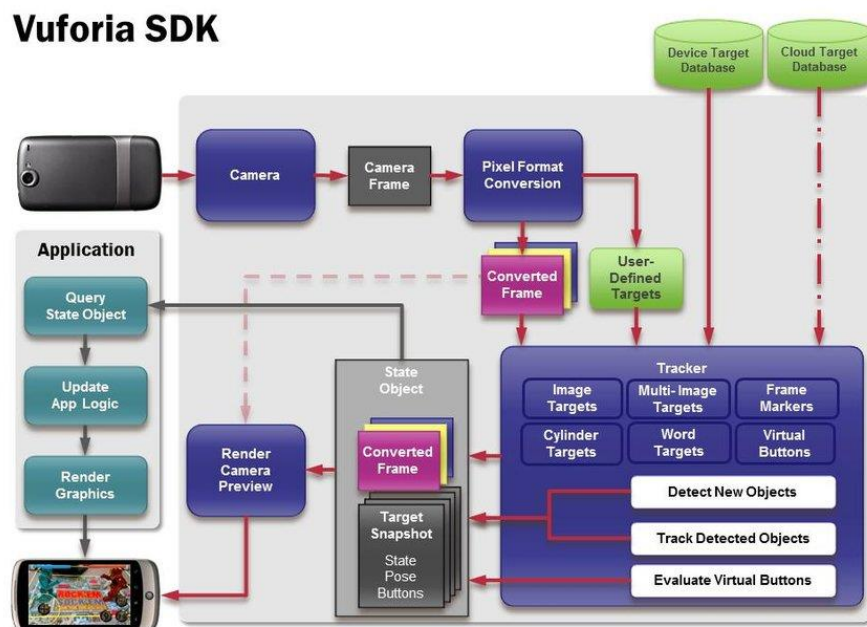 Vuforia SDK
Device Target
Database
Cloud Target
Database
Camera
Camera
Frame
Pixel Format
Conversion
Application
Query
State Object
Update
App Logic
Render
Graphics
Converted
Frame
User-
Defined
Targets
State
Object
Converted
Frame
Target
Snapshot
State
Pose
Buttons
Render
Camera
Preview
Tracker
Image
Targets
Multi-Image
Targets
Frame
Markers
Cylinder
Targets
Word
Targets
Virtual
Buttons
Detect New Objects
Track Detected Objects
Evaluate Virtual Buttons